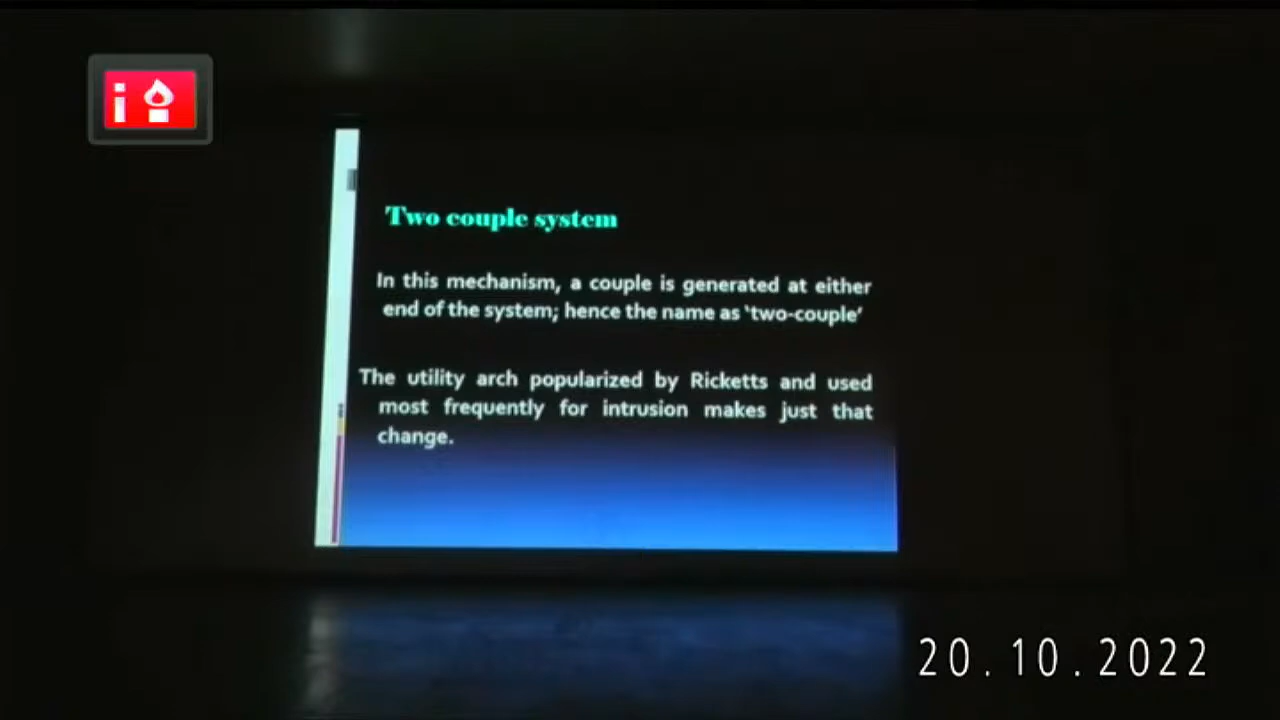 Two couple system
In this mechanism, a couple is generated at either
end of the system; hence the name as ‘two-couple’
The utility arch popularized by Ricketts and used
most frequently for intrusion makes just that
change.
20.10.2022